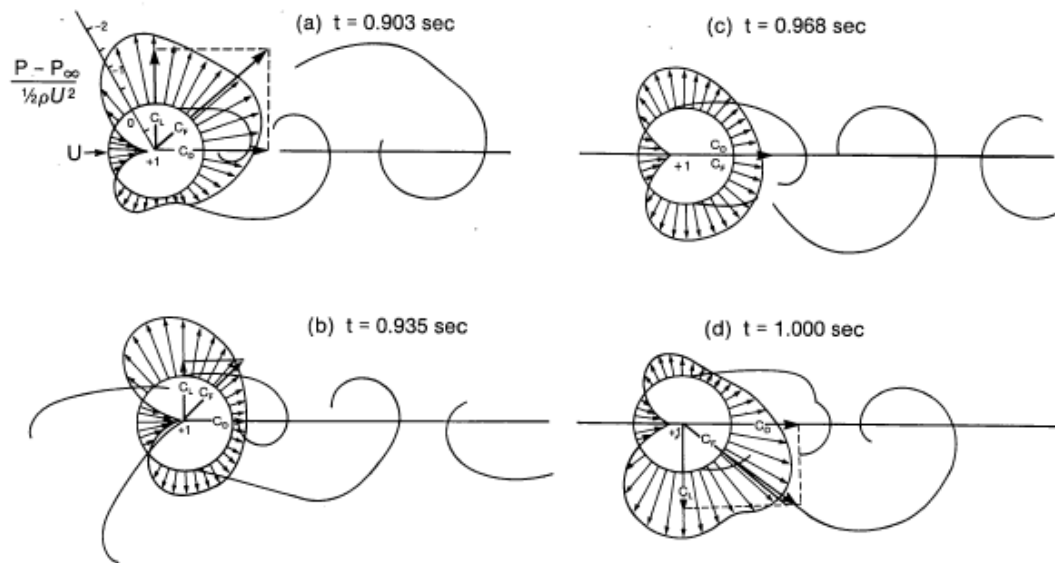 (a) t = 0.903 sec
−2
−1
0
P − P∞
½ρU²
C_L
C_F
C_D
+1
U
(c) t = 0.968 sec
C_D
C_F
+1
(b) t = 0.935 sec
C_L
C_F
C_D
+1
(d) t = 1.000 sec
+1
C_D
C_F
C_L